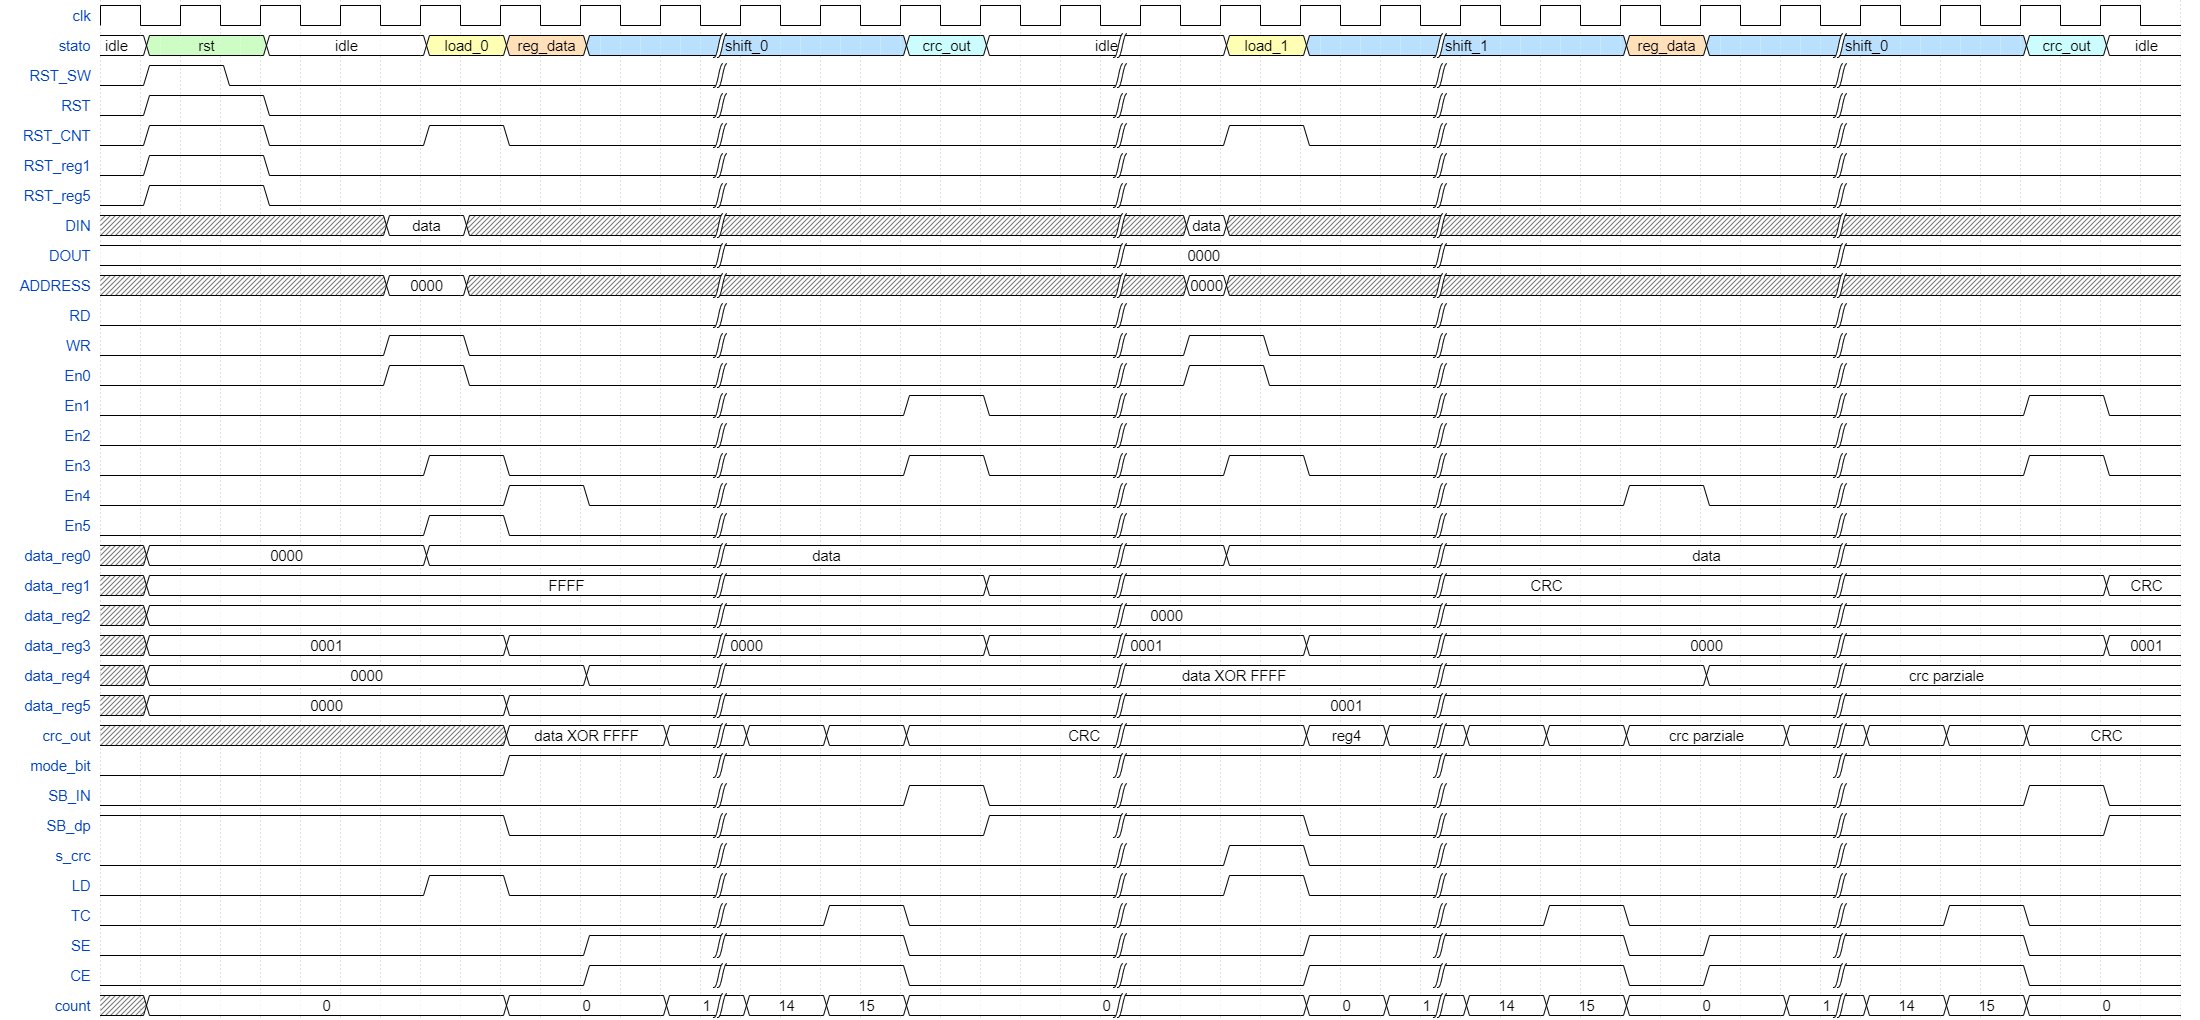 clk
stato idle rst idle load_0 reg_data shift_0 crc_out idle load_1 shift_1 reg_data shift_0 crc_out idle
RST_SW
RST
RST_CNT
RST_reg1
RST_reg5
DIN data data
DOUT 0000
ADDRESS 0000 0000
RD
WR
En0
En1
En2
En3
En4
En5
data_reg0 0000 data data
data_reg1 FFFF CRC CRC
data_reg2 0000
data_reg3 0001 0000 0001 0000 0001
data_reg4 0000 data XOR FFFF crc parziale
data_reg5 0000 0001
crc_out data XOR FFFF CRC reg4 crc parziale CRC
mode_bit
SB_IN
SB_dp
s_crc
LD
TC
SE
CE
count 0 0 1 14 15 0 0 1 14 15 0 1 14 15 0